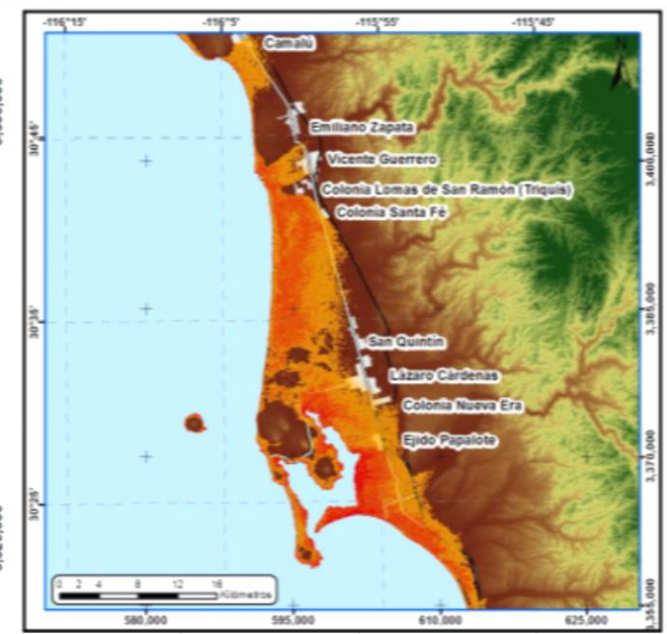 -116°15'
-116°5'
-115°55'
-115°45'
N
Camalú
Emiliano Zapata
30°45'
Vicente Guerrero
3,400,000
Colonia Lomas de San Ramón (Triquis)
Colonia Santa Fé
3,385,000
30°35'
San Quintín
Lázaro Cárdenas
Colonia Nueva Era
Ejido Papalote
3,370,000
30°25'
0 2 4 8 12 16
Kilómetros
3,355,000
580,000
595,000
610,000
625,000